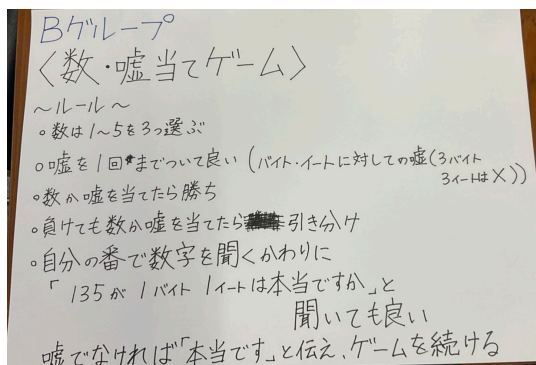 Bグループ
〈数・嘘当てゲーム〉
～ルール～
○数は1~5を3つ選ぶ
○嘘を1回までついて良い(バイト・イートに対しての嘘(3バイト
3イートは×))
○数か嘘を当てたら勝ち
○負けても数か嘘を当てたら引き分け
○自分の番で数字を聞くかわりに
「135が1バイト1イートは本当ですか」と
聞いても良い
嘘でなければ「本当です」と伝え、ゲームを続ける